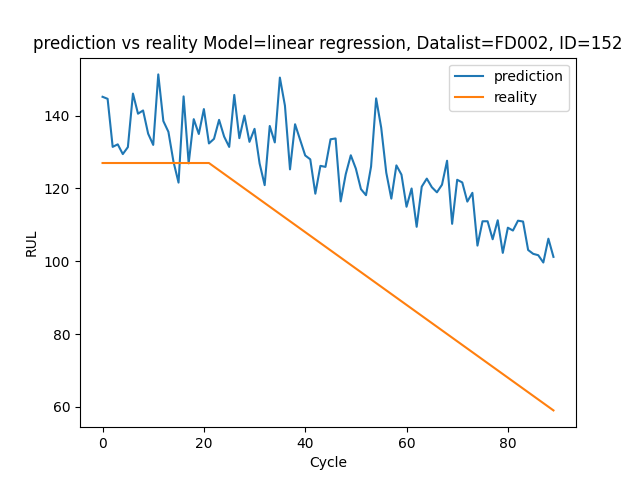 prediction vs reality Model=linear regression, Datalist=FD002, ID=152
prediction
reality
RUL
140
120
100
80
60
0 20 40 60 80
Cycle